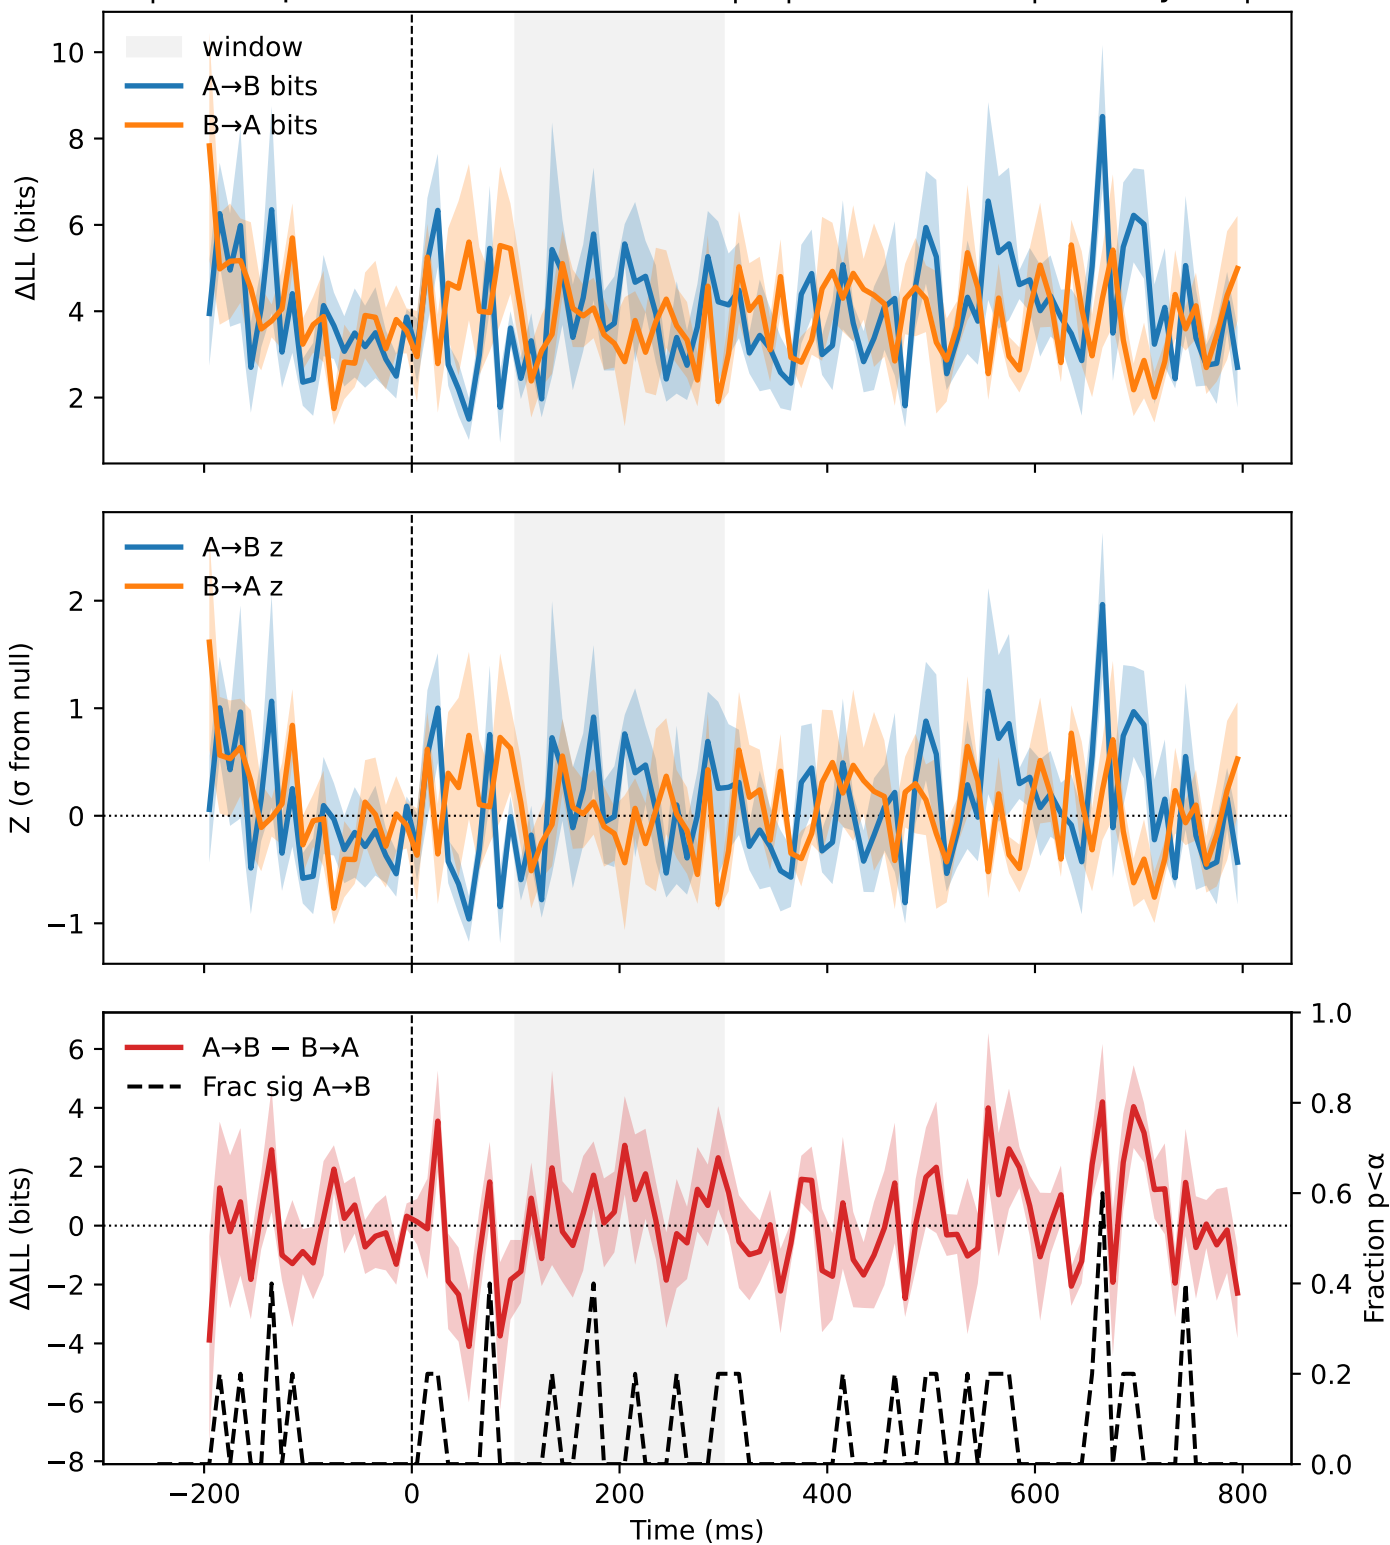 window
A→B bits
B→A bits
10
8
6
4
2
ΔLL (bits)
A→B z
B→A z
2
1
0
−1
Z (σ from null)
A→B − B→A
Frac sig A→B
6
4
2
0
−2
−4
−6
−8
ΔΔLL (bits)
1.0
0.8
0.6
0.4
0.2
0.0
Fraction p<α
−200
0
200
400
600
800
Time (ms)